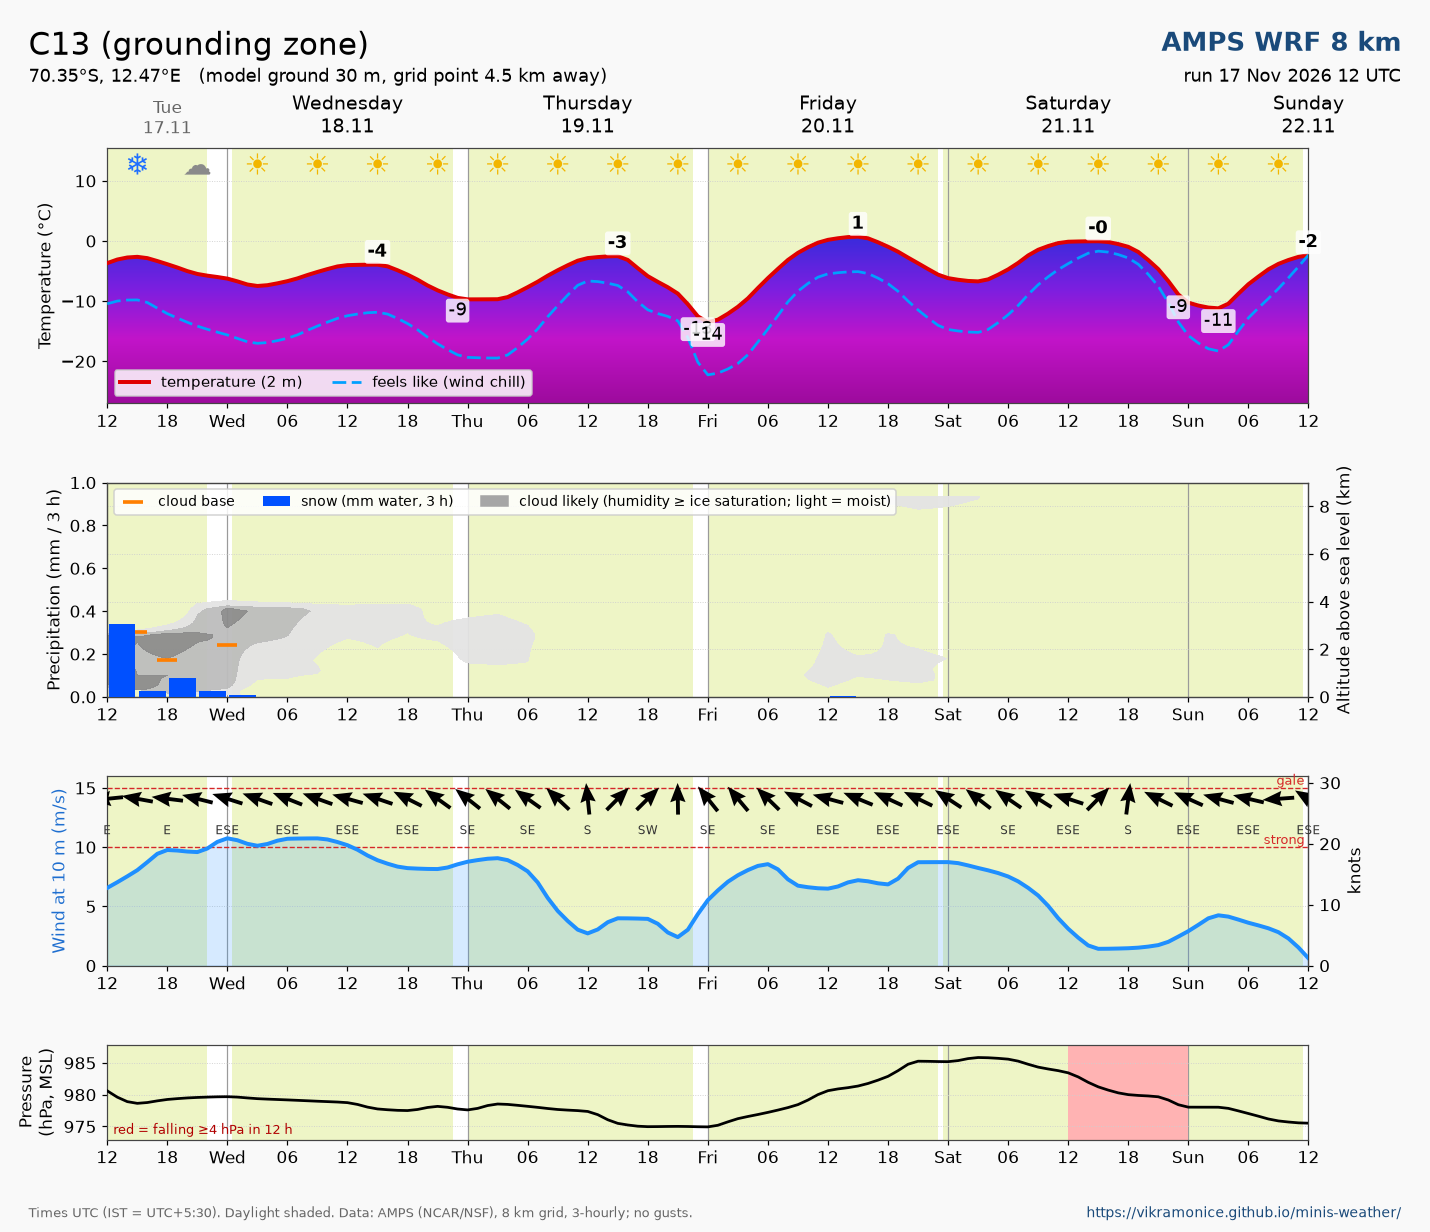 C13 (grounding zone)
AMPS WRF 8 km
70.35°S, 12.47°E (model ground 30 m, grid point 4.5 km away)
run 17 Nov 2026 12 UTC
Tue Wednesday Thursday Friday Saturday Sunday
17.11 18.11 19.11 20.11 21.11 22.11
Temperature (°C)
10
0
−10
−20
-4 -3 1 -0 -2
-9 -14 -9 -11
temperature (2 m) feels like (wind chill)
12 18 Wed 06 12 18 Thu 06 12 18 Fri 06 12 18 Sat 06 12 18 Sun 06 12
Precipitation (mm / 3 h)
1.0
0.8
0.6
0.4
0.2
0.0
cloud base snow (mm water, 3 h) cloud likely (humidity ≥ ice saturation; light = moist)
8
6
4
2
0
Altitude above sea level (km)
12 18 Wed 06 12 18 Thu 06 12 18 Fri 06 12 18 Sat 06 12 18 Sun 06 12
Wind at 10 m (m/s)
15
10
5
0
gale
E E ESE ESE ESE ESE SE SE S SW SE SE ESE ESE ESE SE ESE S ESE ESE ESE
strong
30
20
10
0
knots
12 18 Wed 06 12 18 Thu 06 12 18 Fri 06 12 18 Sat 06 12 18 Sun 06 12
Pressure
(hPa, MSL)
985
980
975
red = falling ≥4 hPa in 12 h
12 18 Wed 06 12 18 Thu 06 12 18 Fri 06 12 18 Sat 06 12 18 Sun 06 12
Times UTC (IST = UTC+5:30). Daylight shaded. Data: AMPS (NCAR/NSF), 8 km grid, 3-hourly; no gusts.
https://vikramonice.github.io/minis-weather/